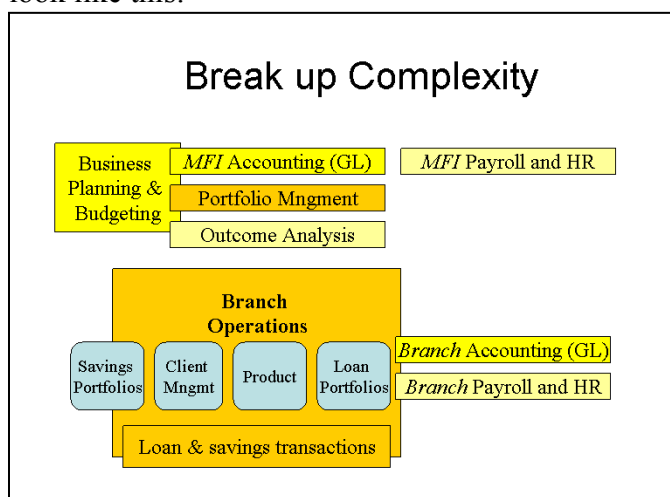 look like this:
Break up Complexity
Business
Planning &
Budgeting
MFI Accounting (GL)
MFI Payroll and HR
Portfolio Mngment
Outcome Analysis
Branch
Operations
Savings
Portfolios
Client
Mngmt
Product
Loan
Portfolios
Branch Accounting (GL)
Branch Payroll and HR
Loan & savings transactions